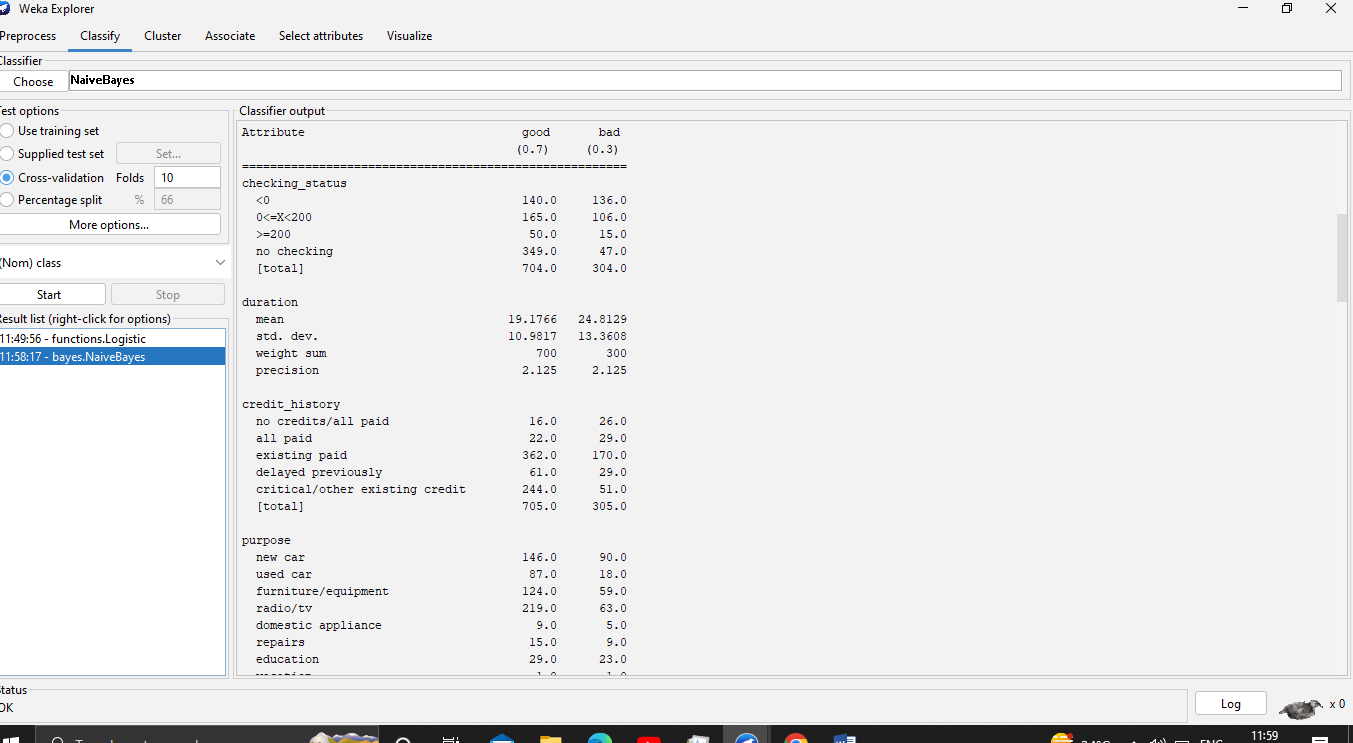 Weka Explorer
Preprocess Classify Cluster Associate Select attributes Visualize
Classifier
Choose NaiveBayes
Test options
Use training set
Supplied test set Set...
Cross-validation Folds 10
Percentage split % 66
More options...
(Nom) class
Start Stop
Result list (right-click for options)
11:49:56 - functions.Logistic
11:58:17 - bayes.NaiveBayes
Classifier output
Attribute good bad
(0.7) (0.3)
=======================================================
checking_status
<0 140.0 136.0
0<=X<200 165.0 106.0
>=200 50.0 15.0
no checking 349.0 47.0
[total] 704.0 304.0
duration
mean 19.1766 24.8129
std. dev. 10.9817 13.3608
weight sum 700 300
precision 2.125 2.125
credit_history
no credits/all paid 16.0 26.0
all paid 22.0 29.0
existing paid 362.0 170.0
delayed previously 61.0 29.0
critical/other existing credit 244.0 51.0
[total] 705.0 305.0
purpose
new car 146.0 90.0
used car 87.0 18.0
furniture/equipment 124.0 59.0
radio/tv 219.0 63.0
domestic appliance 9.0 5.0
repairs 15.0 9.0
education 29.0 23.0
Status
OK
Log x 0
11:59